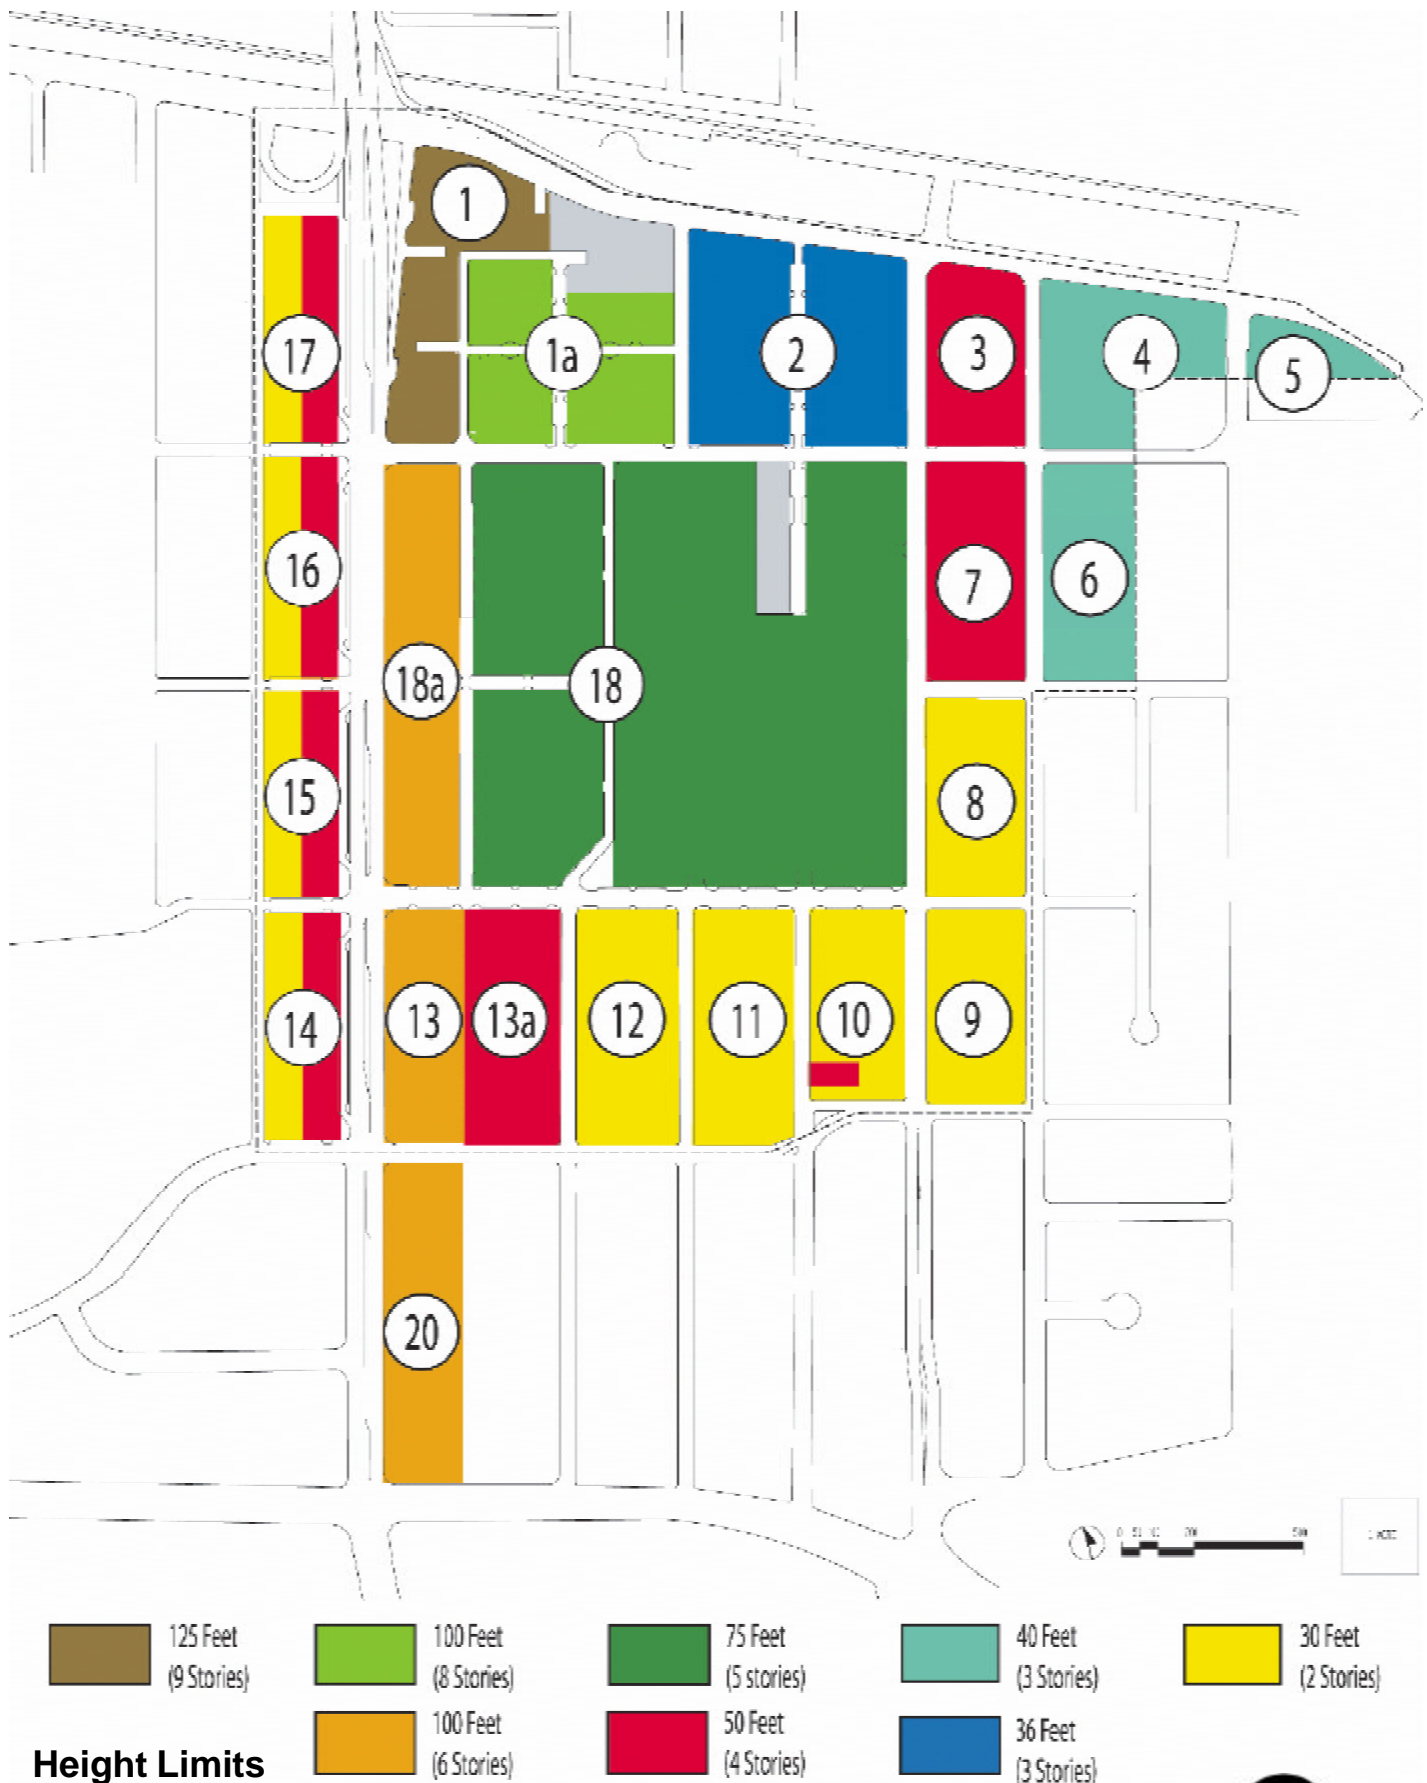 1
17
1a
2
3
4
5
16
7
6
18a
18
15
8
14
13
13a
12
11
10
9
20
125 Feet
(9 Stories)
100 Feet
(8 Stories)
75 Feet
(5 stories)
40 Feet
(3 Stories)
30 Feet
(2 Stories)
100 Feet
(6 Stories)
50 Feet
(4 Stories)
36 Feet
(3 Stories)
Height Limits